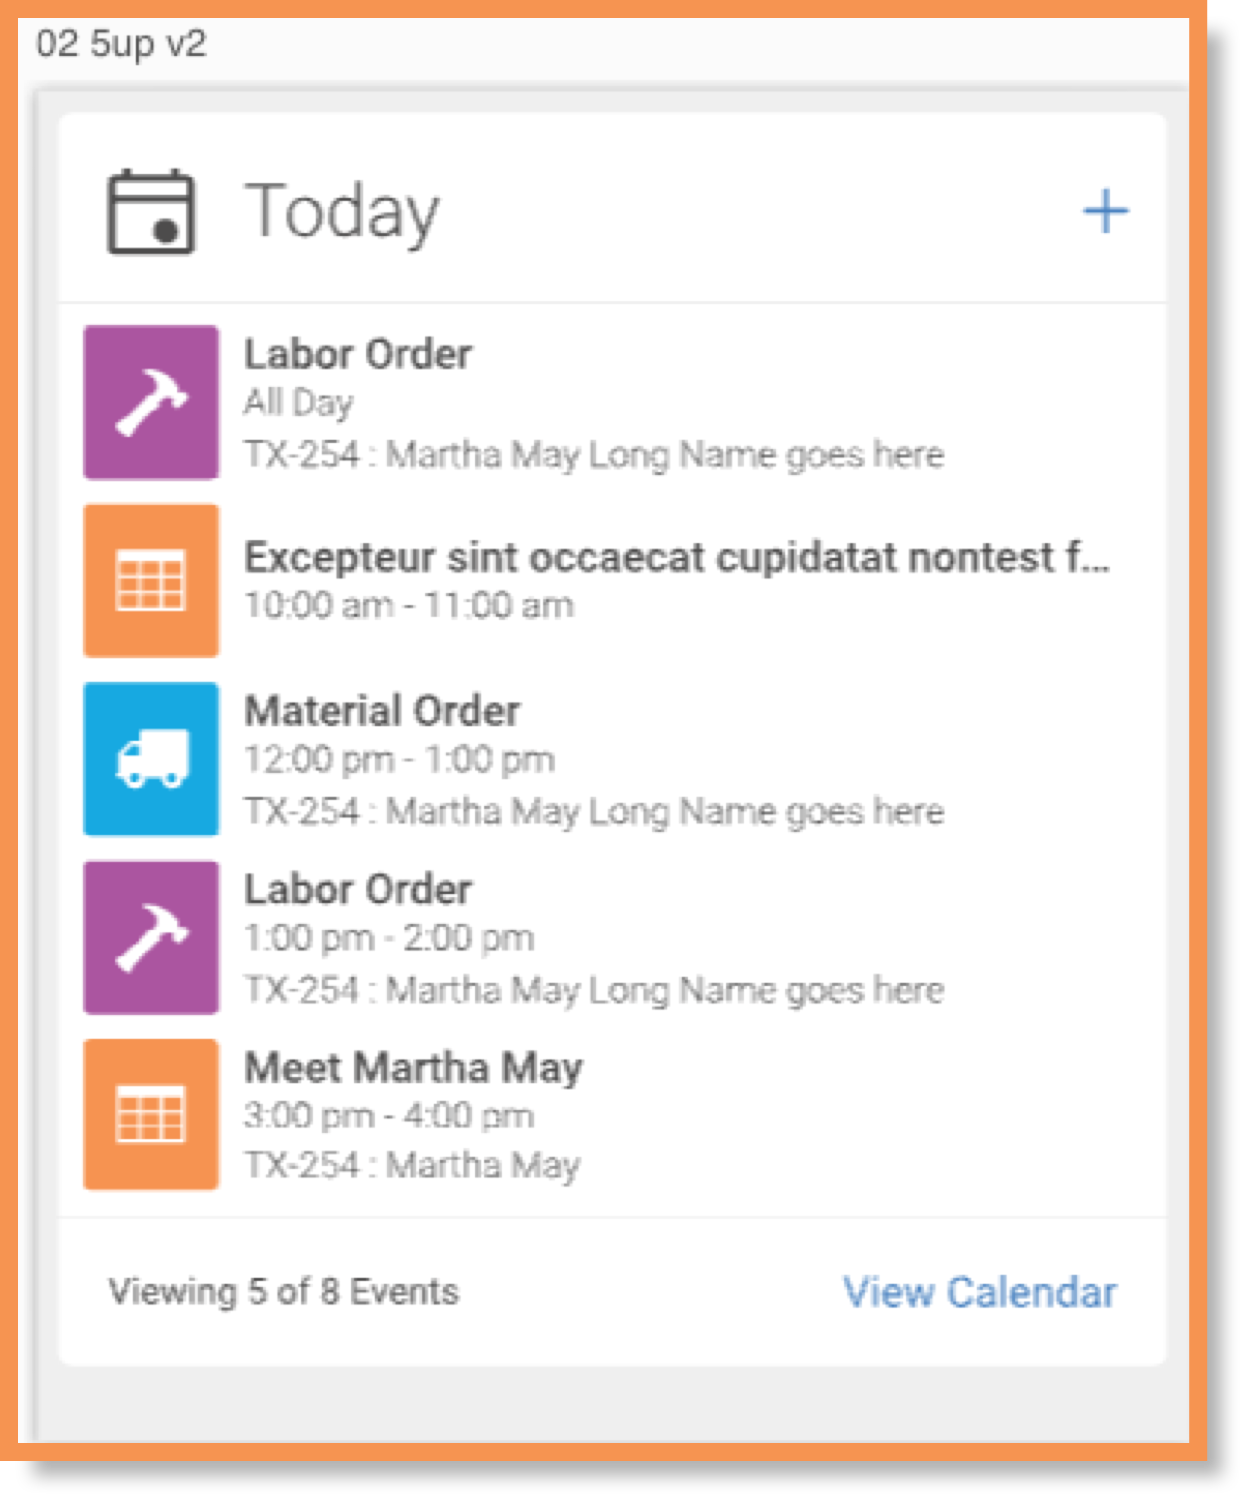 02 5up v2
Today
Labor Order
All Day
TX-254 : Martha May Long Name goes here
Excepteur sint occaecat cupidatat nontest f...
10:00 am - 11:00 am
Material Order
12:00 pm - 1:00 pm
TX-254 : Martha May Long Name goes here
Labor Order
1:00 pm - 2:00 pm
TX-254 : Martha May Long Name goes here
Meet Martha May
3:00 pm - 4:00 pm
TX-254 : Martha May
Viewing 5 of 8 Events
View Calendar